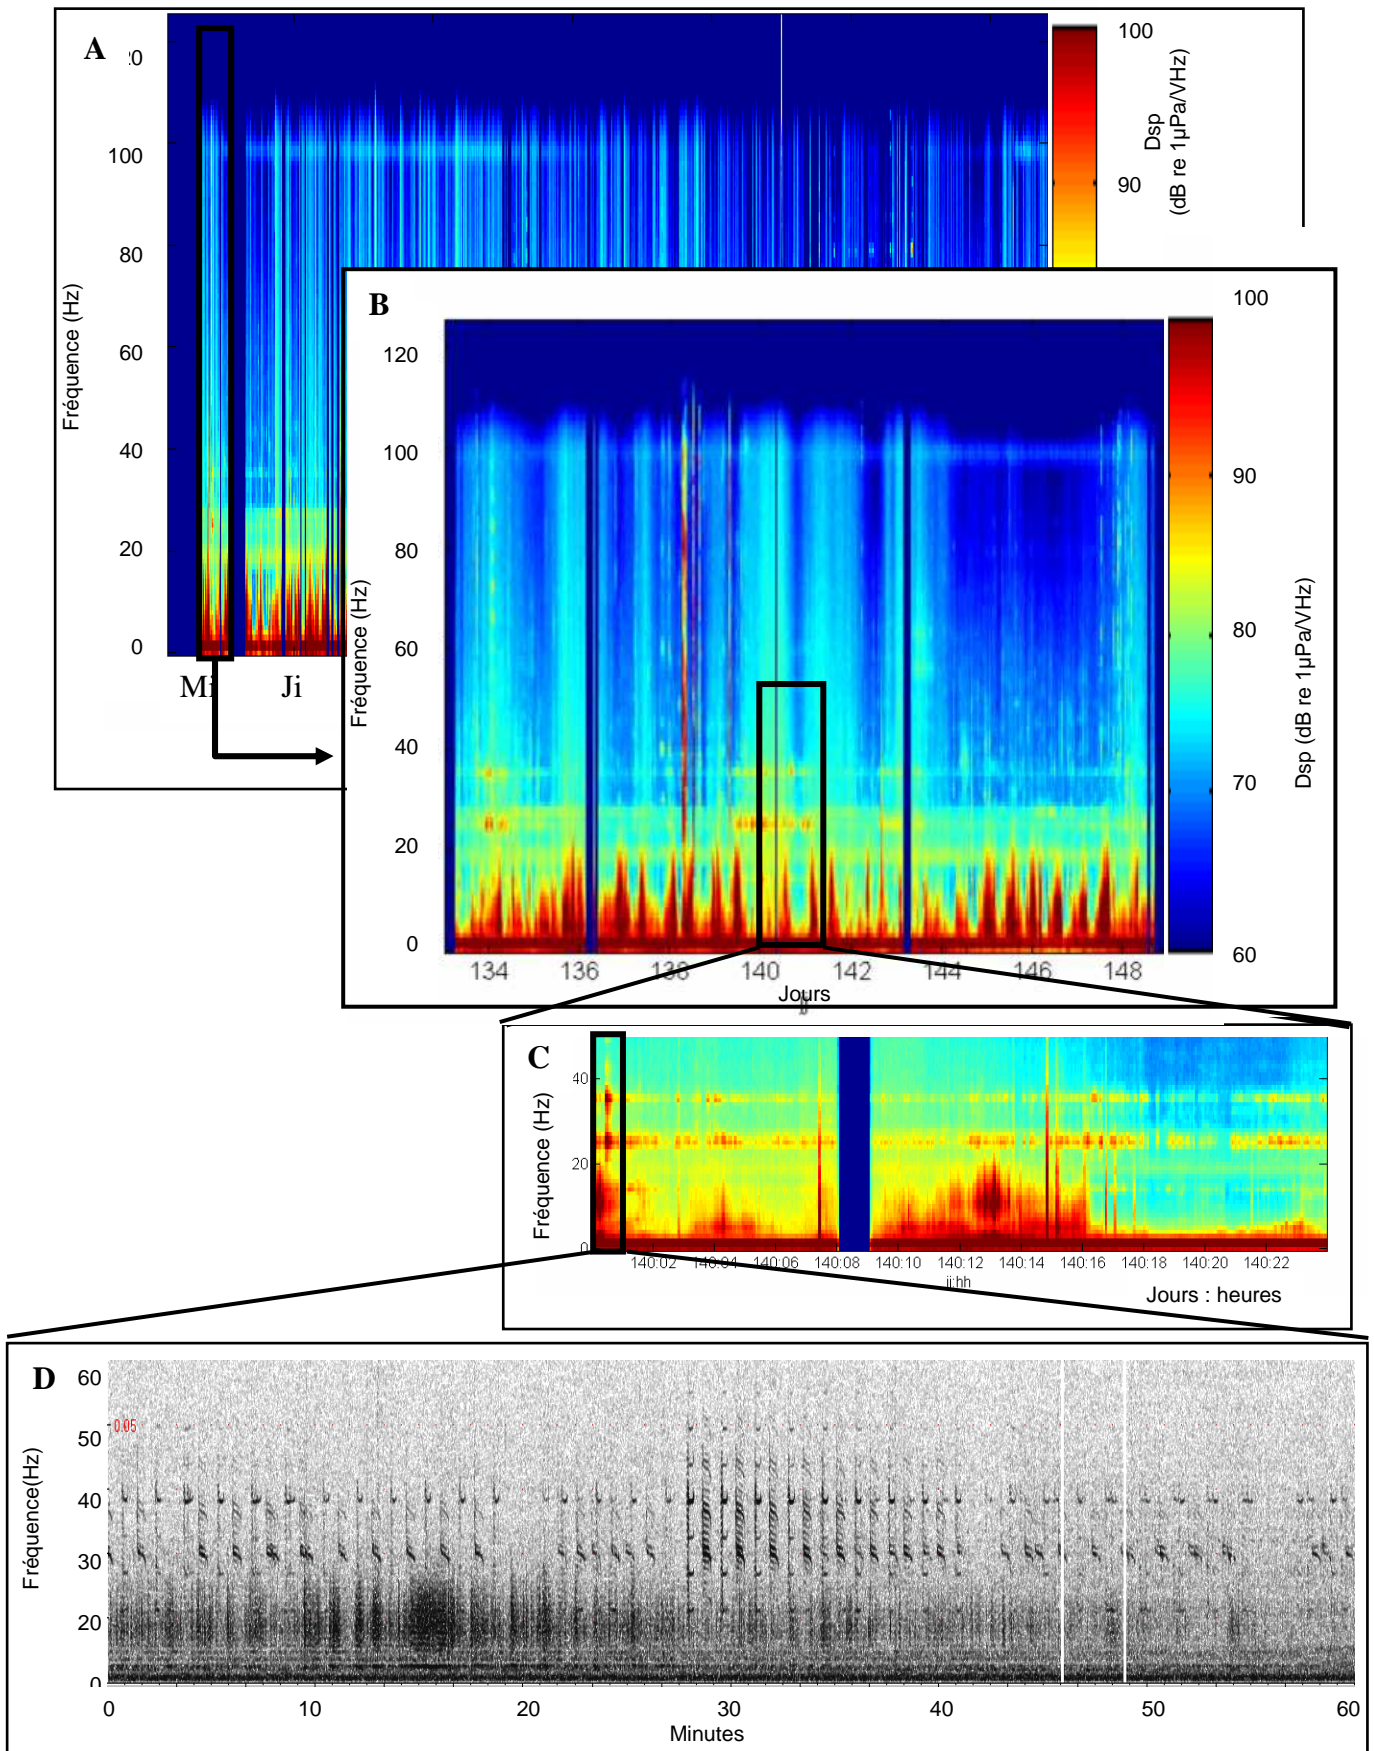 A
20
100
80
60
40
20
0
Fréquence (Hz)
Mi Ji
100
90
Dsp
(dB re 1µPa/VHz)
B
120
100
80
60
40
20
0
Fréquence (Hz)
134 136 138 140 142 144 146 148
Jours
100
90
80
70
60
Dsp (dB re 1µPa/VHz)
C
40
20
0
Fréquence (Hz)
140:02 140:04 140:06 140:08 140:10 140:12 140:14 140:16 140:18 140:20 140:22
jj:hh
Jours : heures
D
60
50
40
30
20
0
0.05
Fréquence(Hz)
0 10 20 30 40 50 60
Minutes